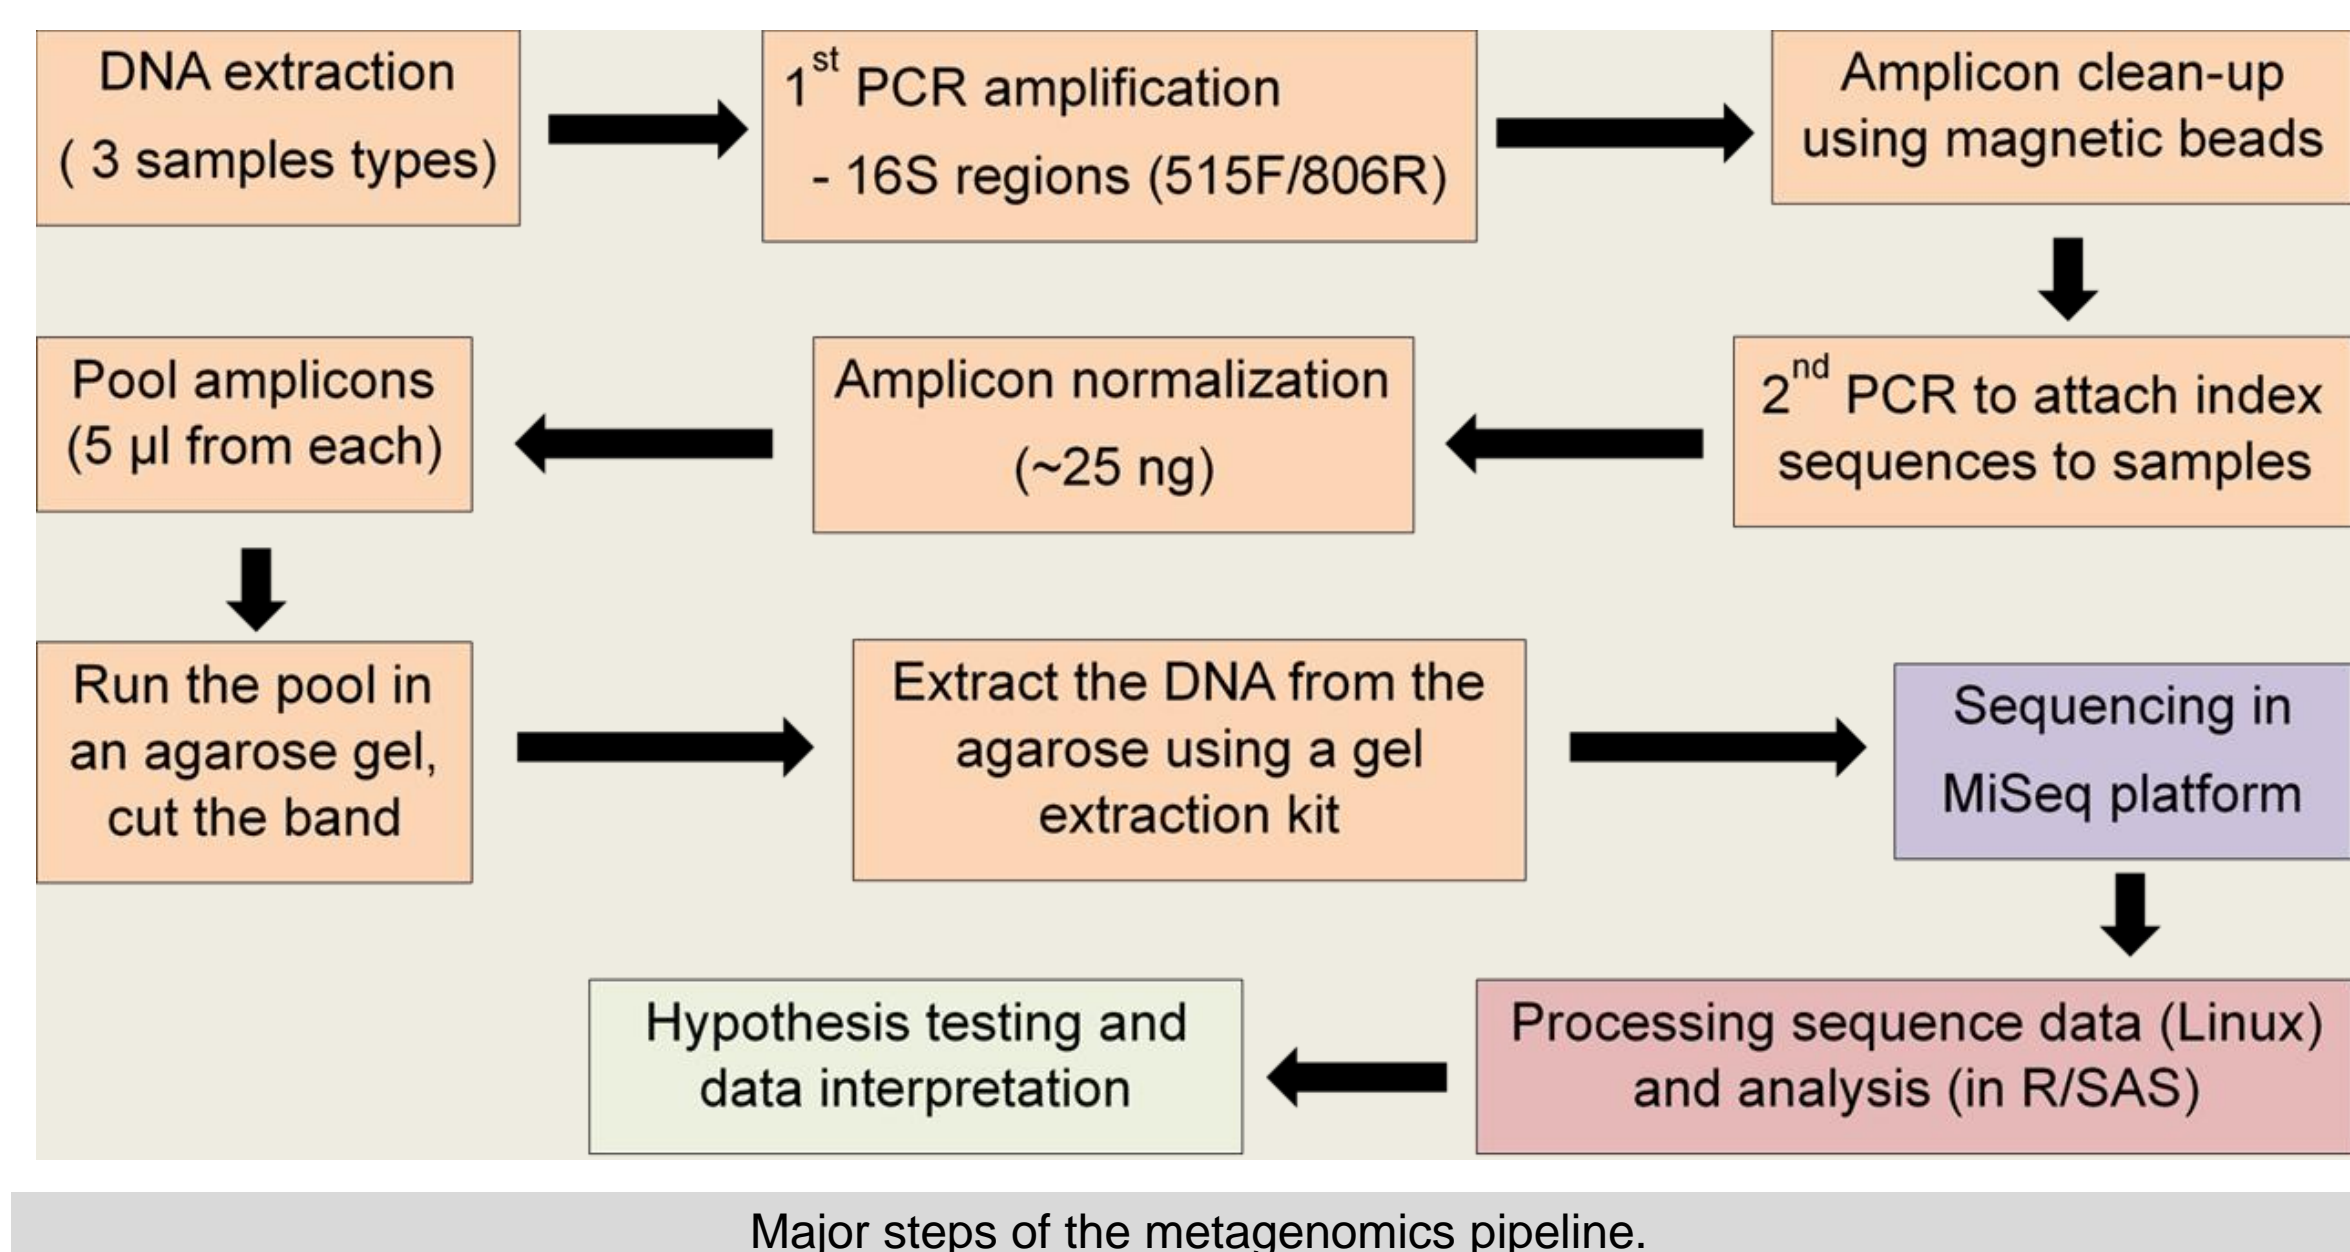 DNA extraction
( 3 samples types)
1st PCR amplification
- 16S regions (515F/806R)
Amplicon clean-up
using magnetic beads
2nd PCR to attach index
sequences to samples
Amplicon normalization
(~25 ng)
Pool amplicons
(5 µl from each)
Run the pool in
an agarose gel,
cut the band
Extract the DNA from the
agarose using a gel
extraction kit
Sequencing in
MiSeq platform
Processing sequence data (Linux)
and analysis (in R/SAS)
Hypothesis testing and
data interpretation
Major steps of the metagenomics pipeline.